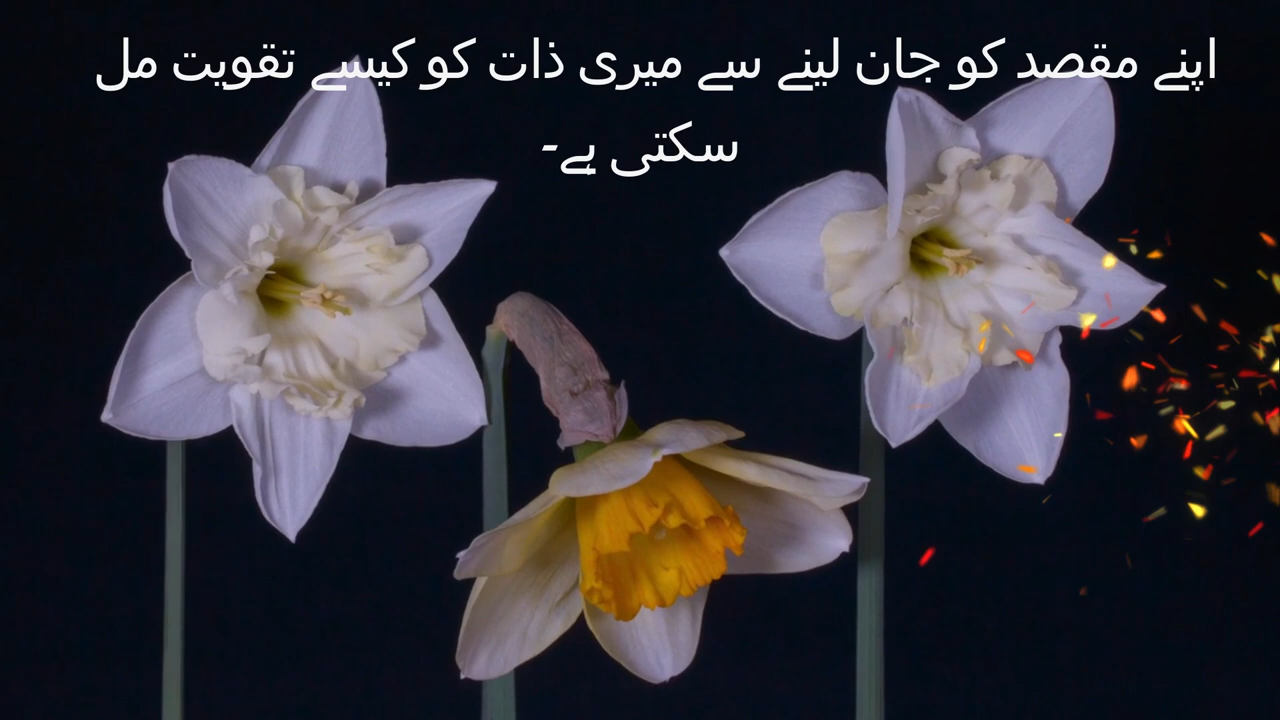 اپنے مقصد کو جان لینے سے میری ذات کو کیسے تقویت مل
سکتی ہے۔